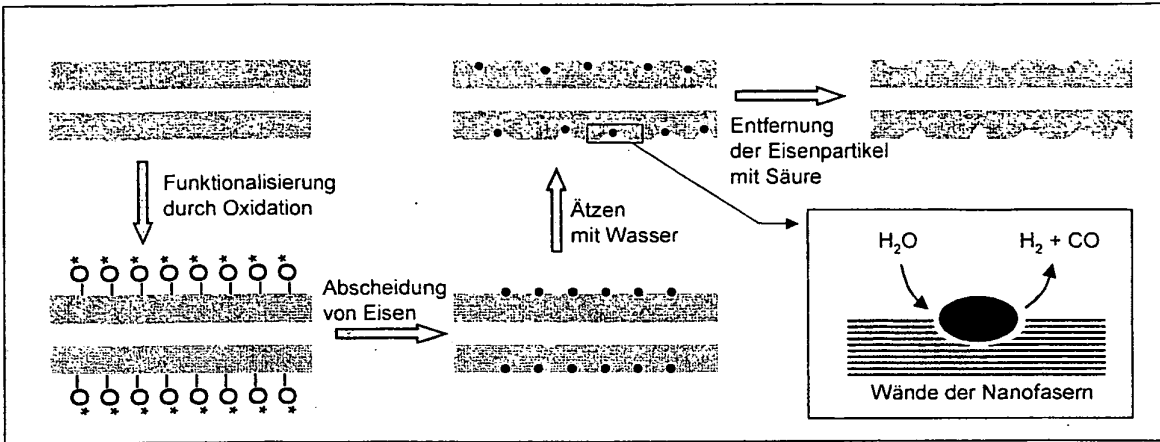 Funktionalisierung
durch Oxidation
O* O* O* O* O* O* O* O*
O* O* O* O* O* O* O* O*
Abscheidung
von Eisen
Ätzen
mit Wasser
Entfernung
der Eisenpartikel
mit Säure
H₂O
H₂ + CO
Wände der Nanofasern